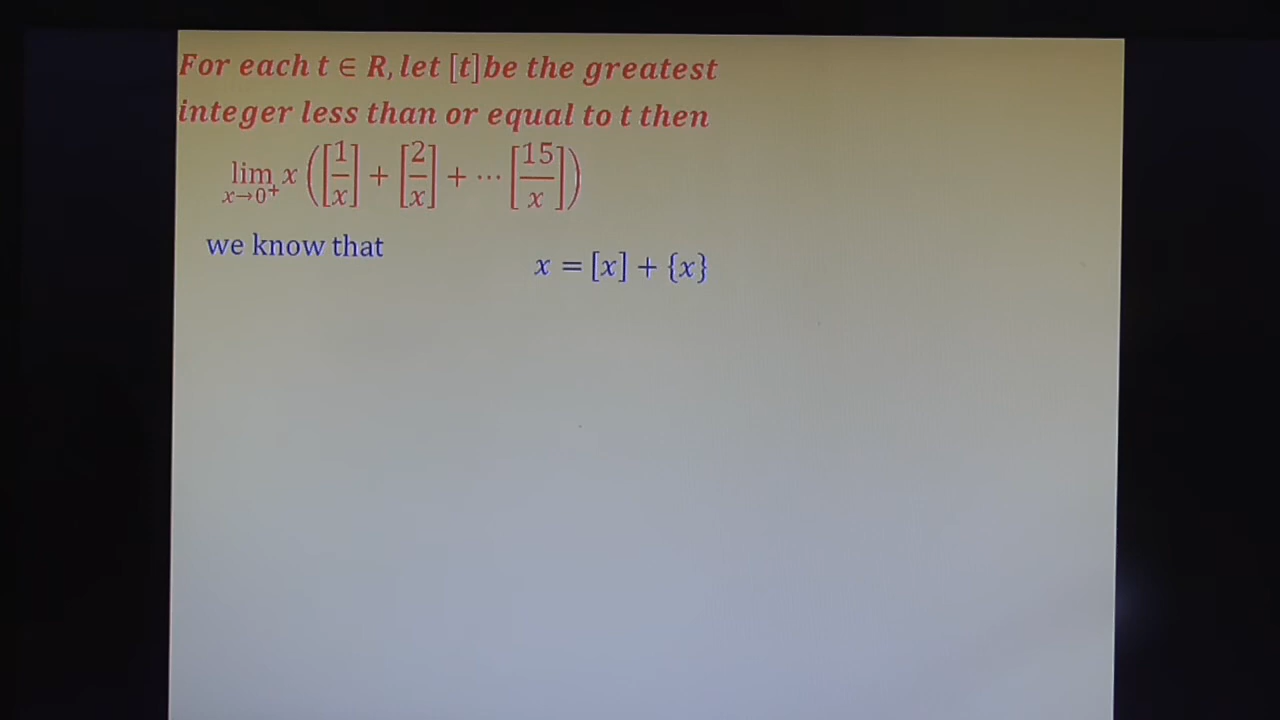 For each t ∈ R, let [t]be the greatest
integer less than or equal to t then
lim x→0⁺ x ([1/x] + [2/x] + ⋯ [15/x])
we know that
x = [x] + {x}